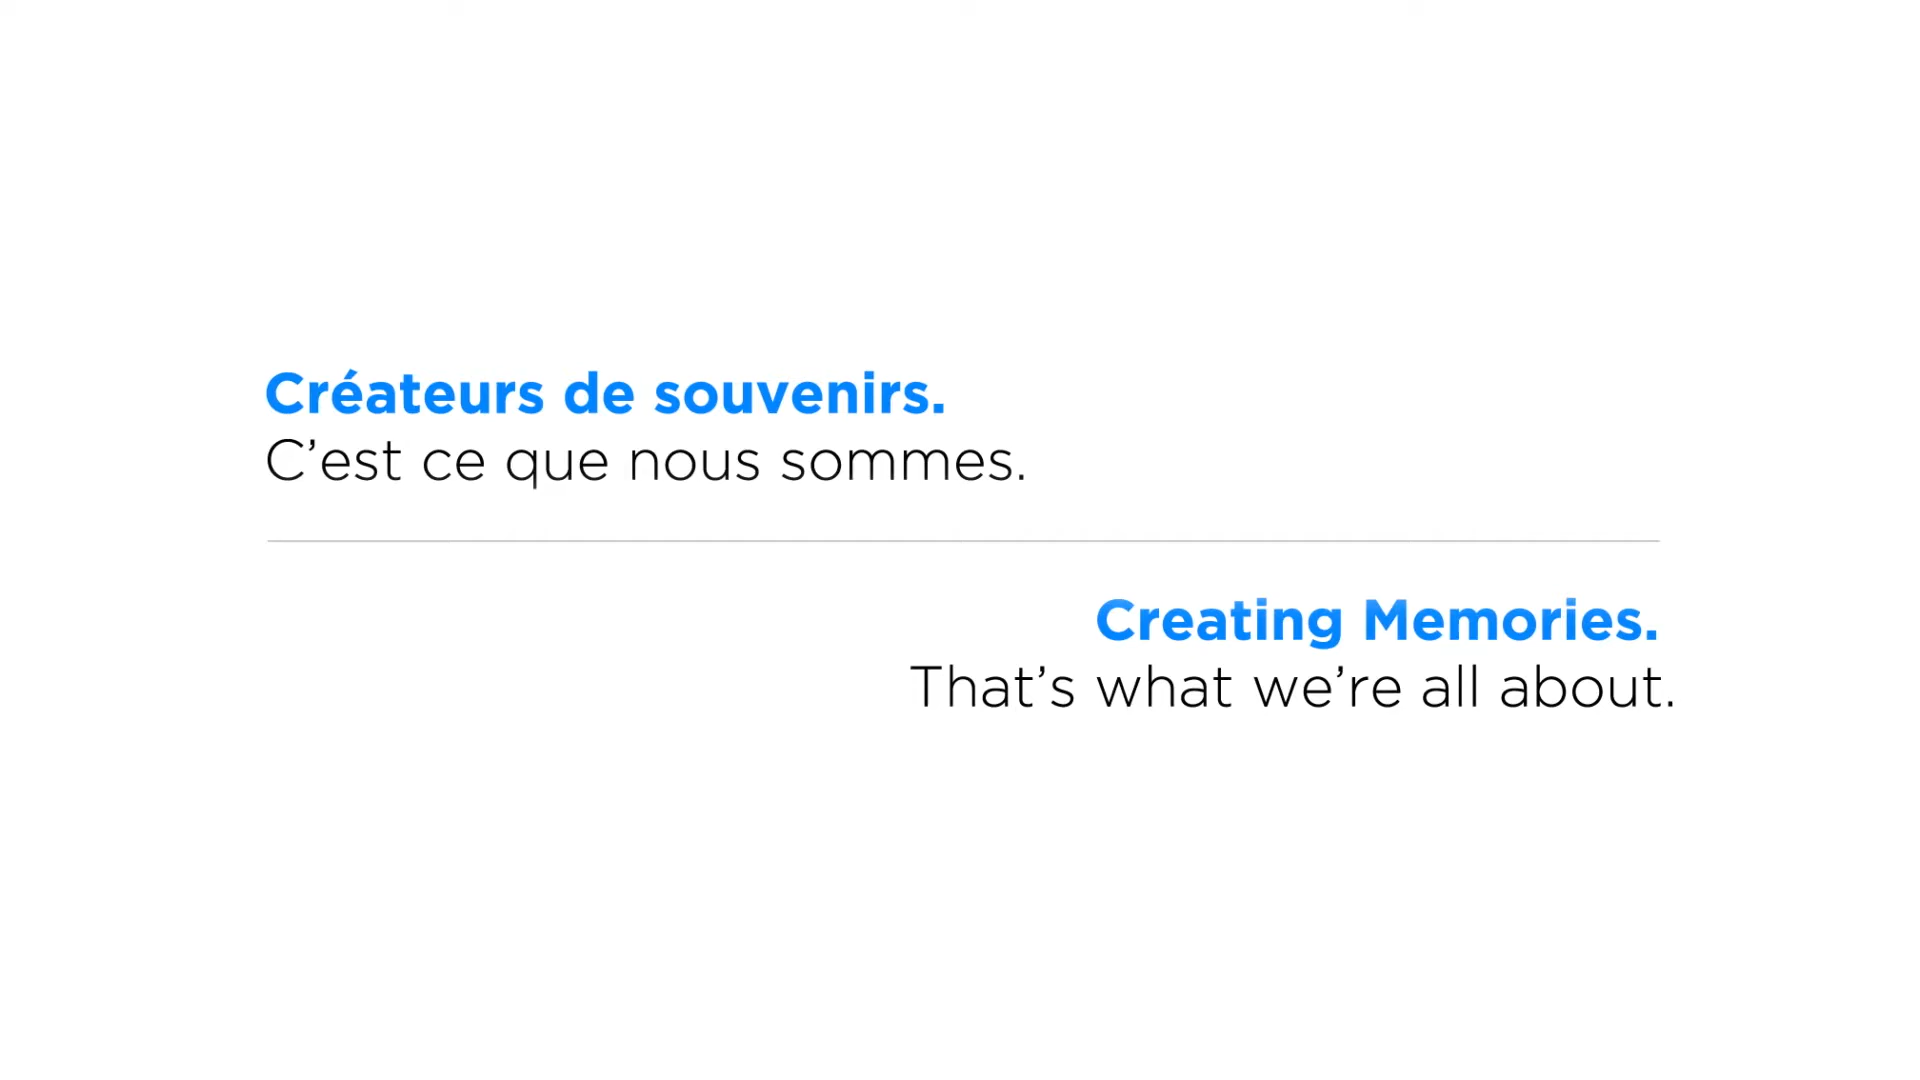 Créateurs de souvenirs.
C’est ce que nous sommes.
Creating Memories.
That’s what we’re all about.